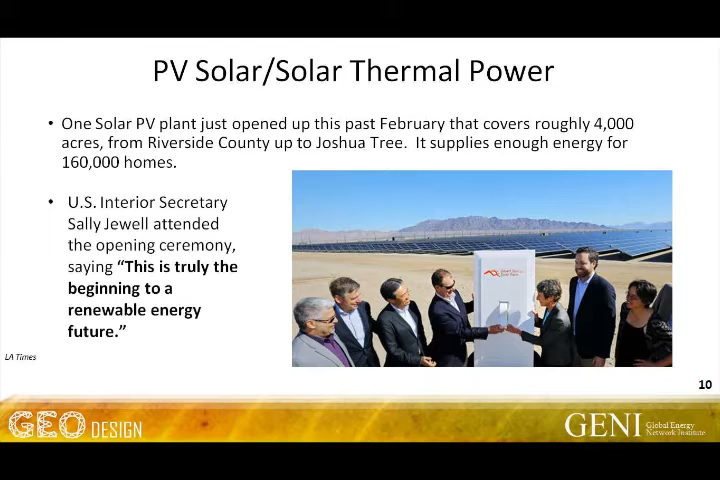 PV Solar/Solar Thermal Power
• One Solar PV plant just opened up this past February that covers roughly 4,000
acres, from Riverside County up to Joshua Tree.  It supplies enough energy for
160,000 homes.
• U.S. Interior Secretary
Sally Jewell attended
the opening ceremony,
saying “This is truly the
beginning to a
renewable energy
future.”
LA Times
10
GEO DESIGN
GENI Global Energy
Network Institute